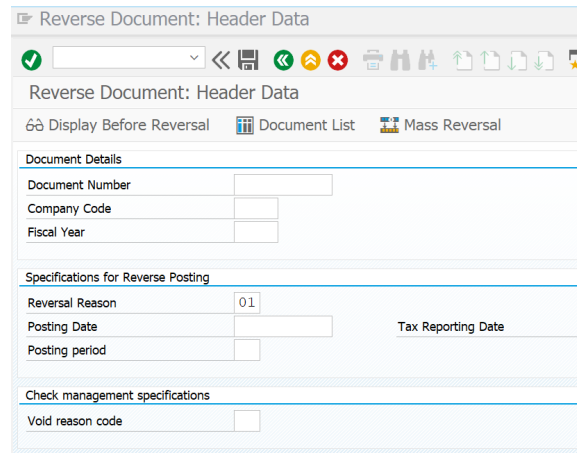 Reverse Document: Header Data
Reverse Document: Header Data
Display Before Reversal Document List Mass Reversal
Document Details
Document Number
Company Code
Fiscal Year
Specifications for Reverse Posting
Reversal Reason 01
Posting Date Tax Reporting Date
Posting period
Check management specifications
Void reason code